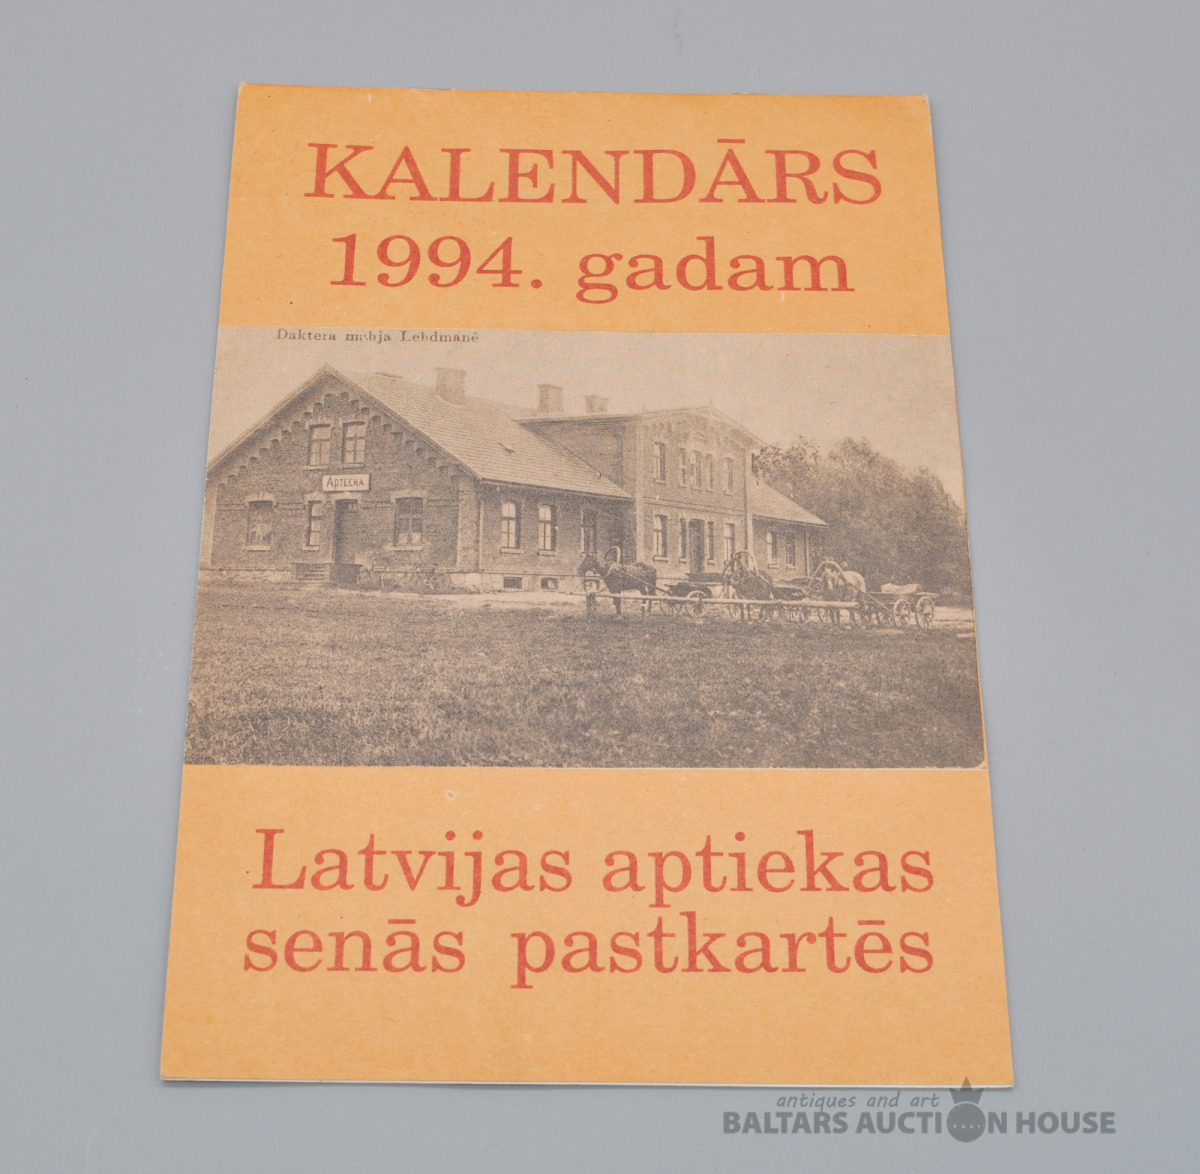 KALENDĀRS
1994. gadam
Daktera mahja Lehdmanē
APTEEKA
Latvijas aptiekas
senās pastkartēs
antiques and art
BALTARS AUCTION HOUSE